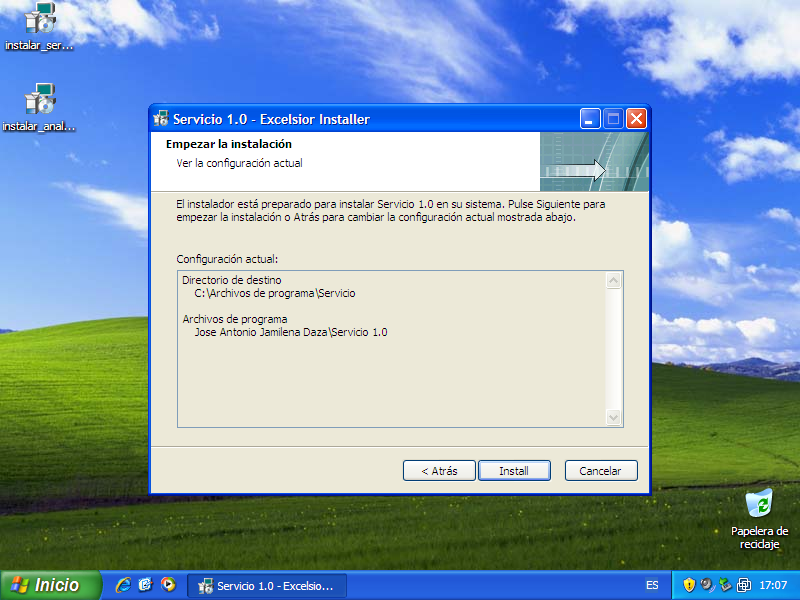 instalar_ser...
instalar_anal...
Servicio 1.0 - Excelsior Installer
Empezar la instalación
Ver la configuración actual
El instalador está preparado para instalar Servicio 1.0 en su sistema. Pulse Siguiente para
empezar la instalación o Atrás para cambiar la configuración actual mostrada abajo.
Configuración actual:
Directorio de destino
C:\Archivos de programa\Servicio
Archivos de programa
Jose Antonio Jamilena Daza\Servicio 1.0
< Atrás
Install
Cancelar
Papelera de
reciclaje
Inicio
Servicio 1.0 - Excelsio...
ES
17:07